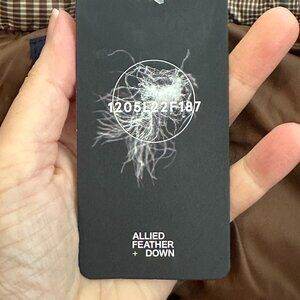 1205L22F187
ALLIED
FEATHER
+ DOWN